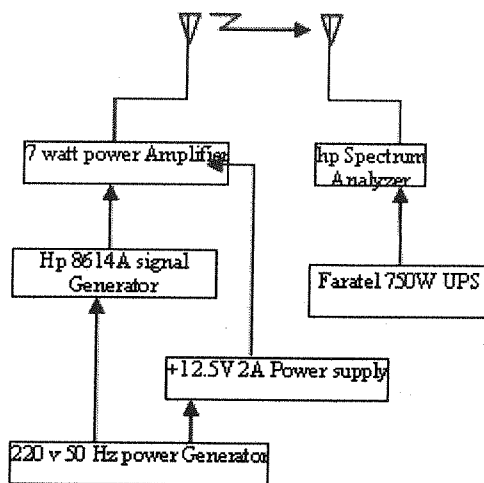 7 watt power Amplifier
hp Spectrum
Analyzer
Hp 8614A signal
Generator
Faratel 750W UPS
+12.5V 2A Power supply
220 v 50 Hz power Generator